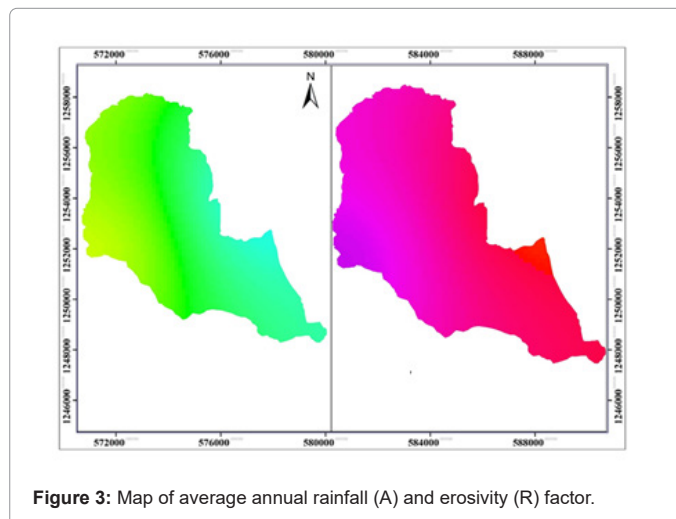 572000 576000 580000 584000 588000
N
1258000 1258000
1256000 1256000
1254000 1254000
1252000 1252000
1250000 1250000
1248000 1248000
1246000 1246000
572000 576000 580000 584000 588000
Figure 3: Map of average annual rainfall (A) and erosivity (R) factor.